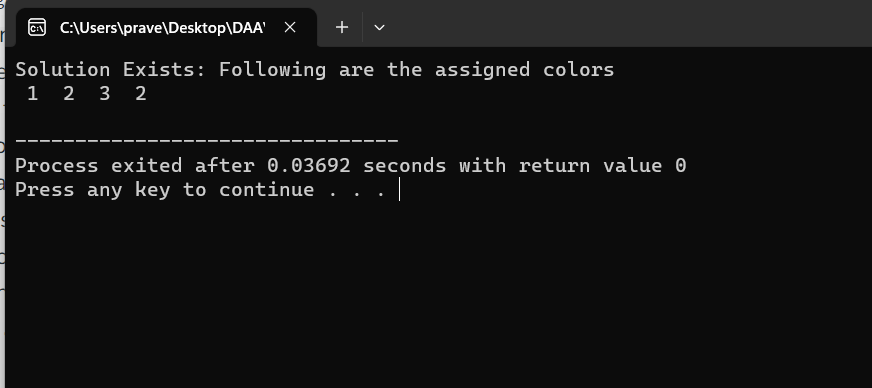 C:\Users\prave\Desktop\DAA\
Solution Exists: Following are the assigned colors
1 2 3 2
--------------------------------
Process exited after 0.03692 seconds with return value 0
Press any key to continue . . .